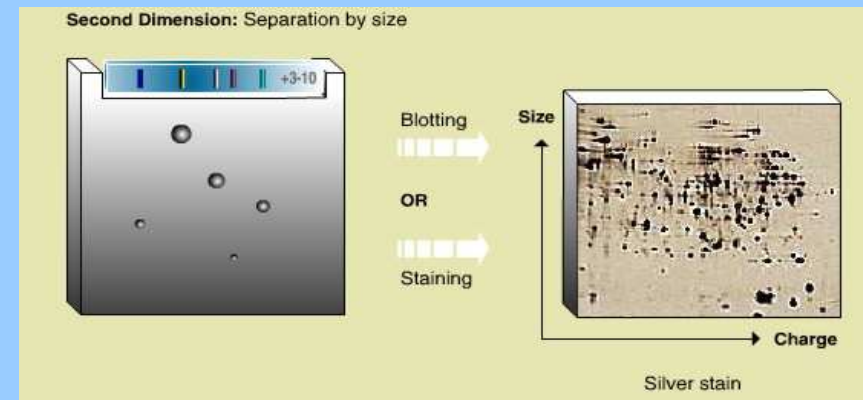 Second Dimension: Separation by size
+3-10
Blotting
OR
Staining
Size
Charge
Silver stain